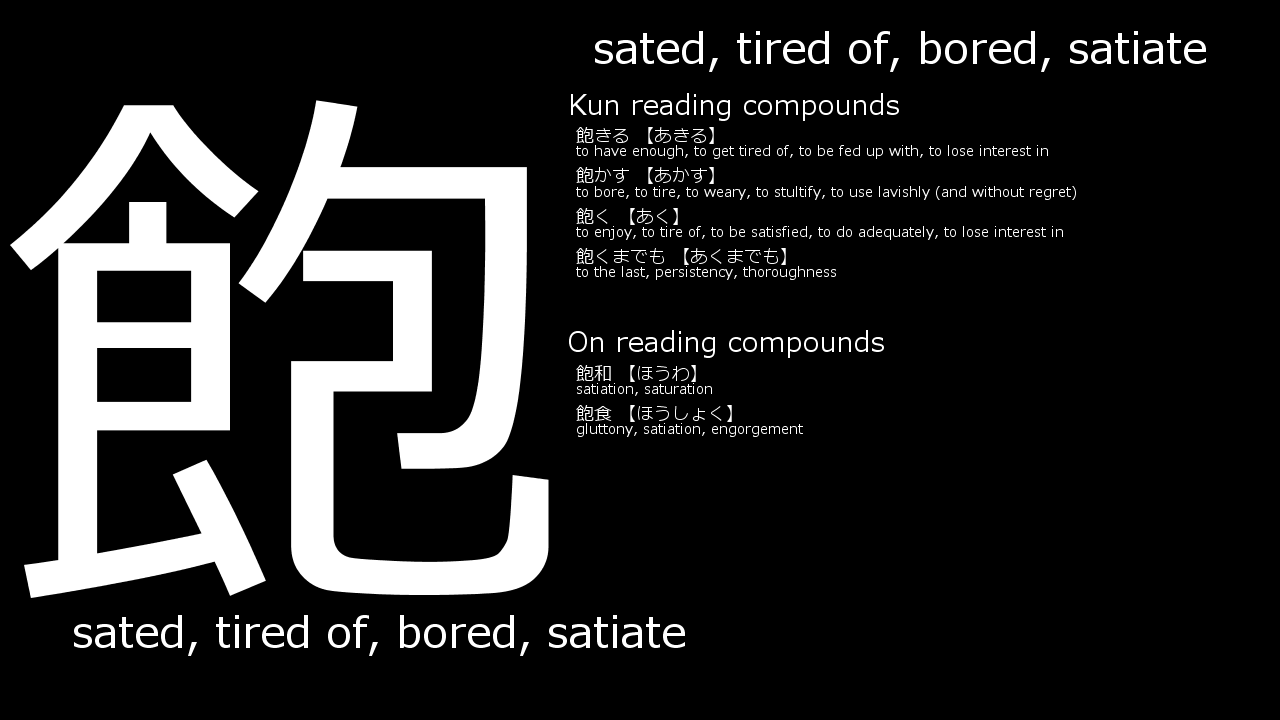 飽
sated, tired of, bored, satiate
sated, tired of, bored, satiate
Kun reading compounds
飽きる 【あきる】
to have enough, to get tired of, to be fed up with, to lose interest in
飽かす 【あかす】
to bore, to tire, to weary, to stultify, to use lavishly (and without regret)
飽く 【あく】
to enjoy, to tire of, to be satisfied, to do adequately, to lose interest in
飽くまでも 【あくまでも】
to the last, persistency, thoroughness
On reading compounds
飽和 【ほうわ】
satiation, saturation
飽食 【ほうしょく】
gluttony, satiation, engorgement